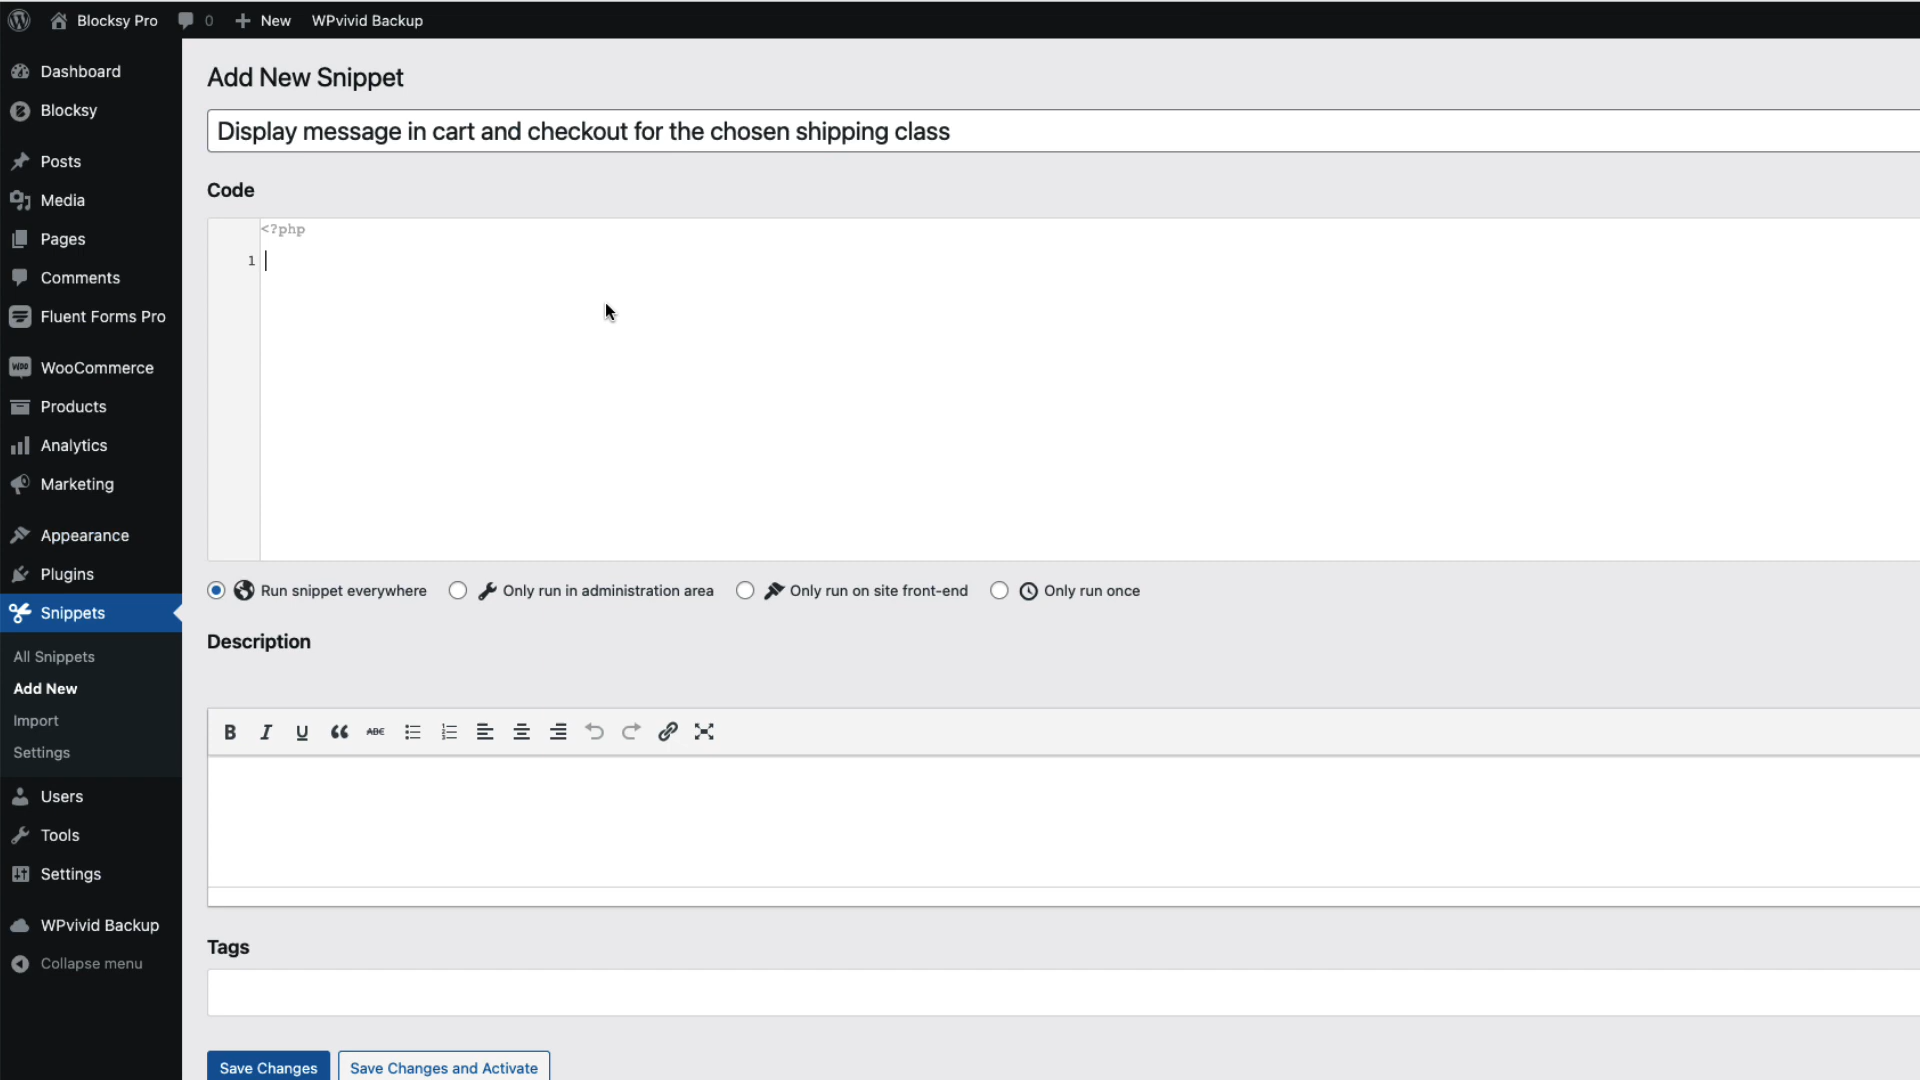 Blocksy Pro 0 New WPvivid Backup
Dashboard
Blocksy
Posts
Media
Pages
Comments
Fluent Forms Pro
WOO WooCommerce
Products
Analytics
Marketing
Appearance
Plugins
Snippets
All Snippets
Add New
Import
Settings
Users
Tools
Settings
WPvivid Backup
Collapse menu
Add New Snippet
Display message in cart and checkout for the chosen shipping class
Code
<?php
1
Run snippet everywhere Only run in administration area Only run on site front-end Only run once
Description
B I U ABC
Tags
Save Changes Save Changes and Activate